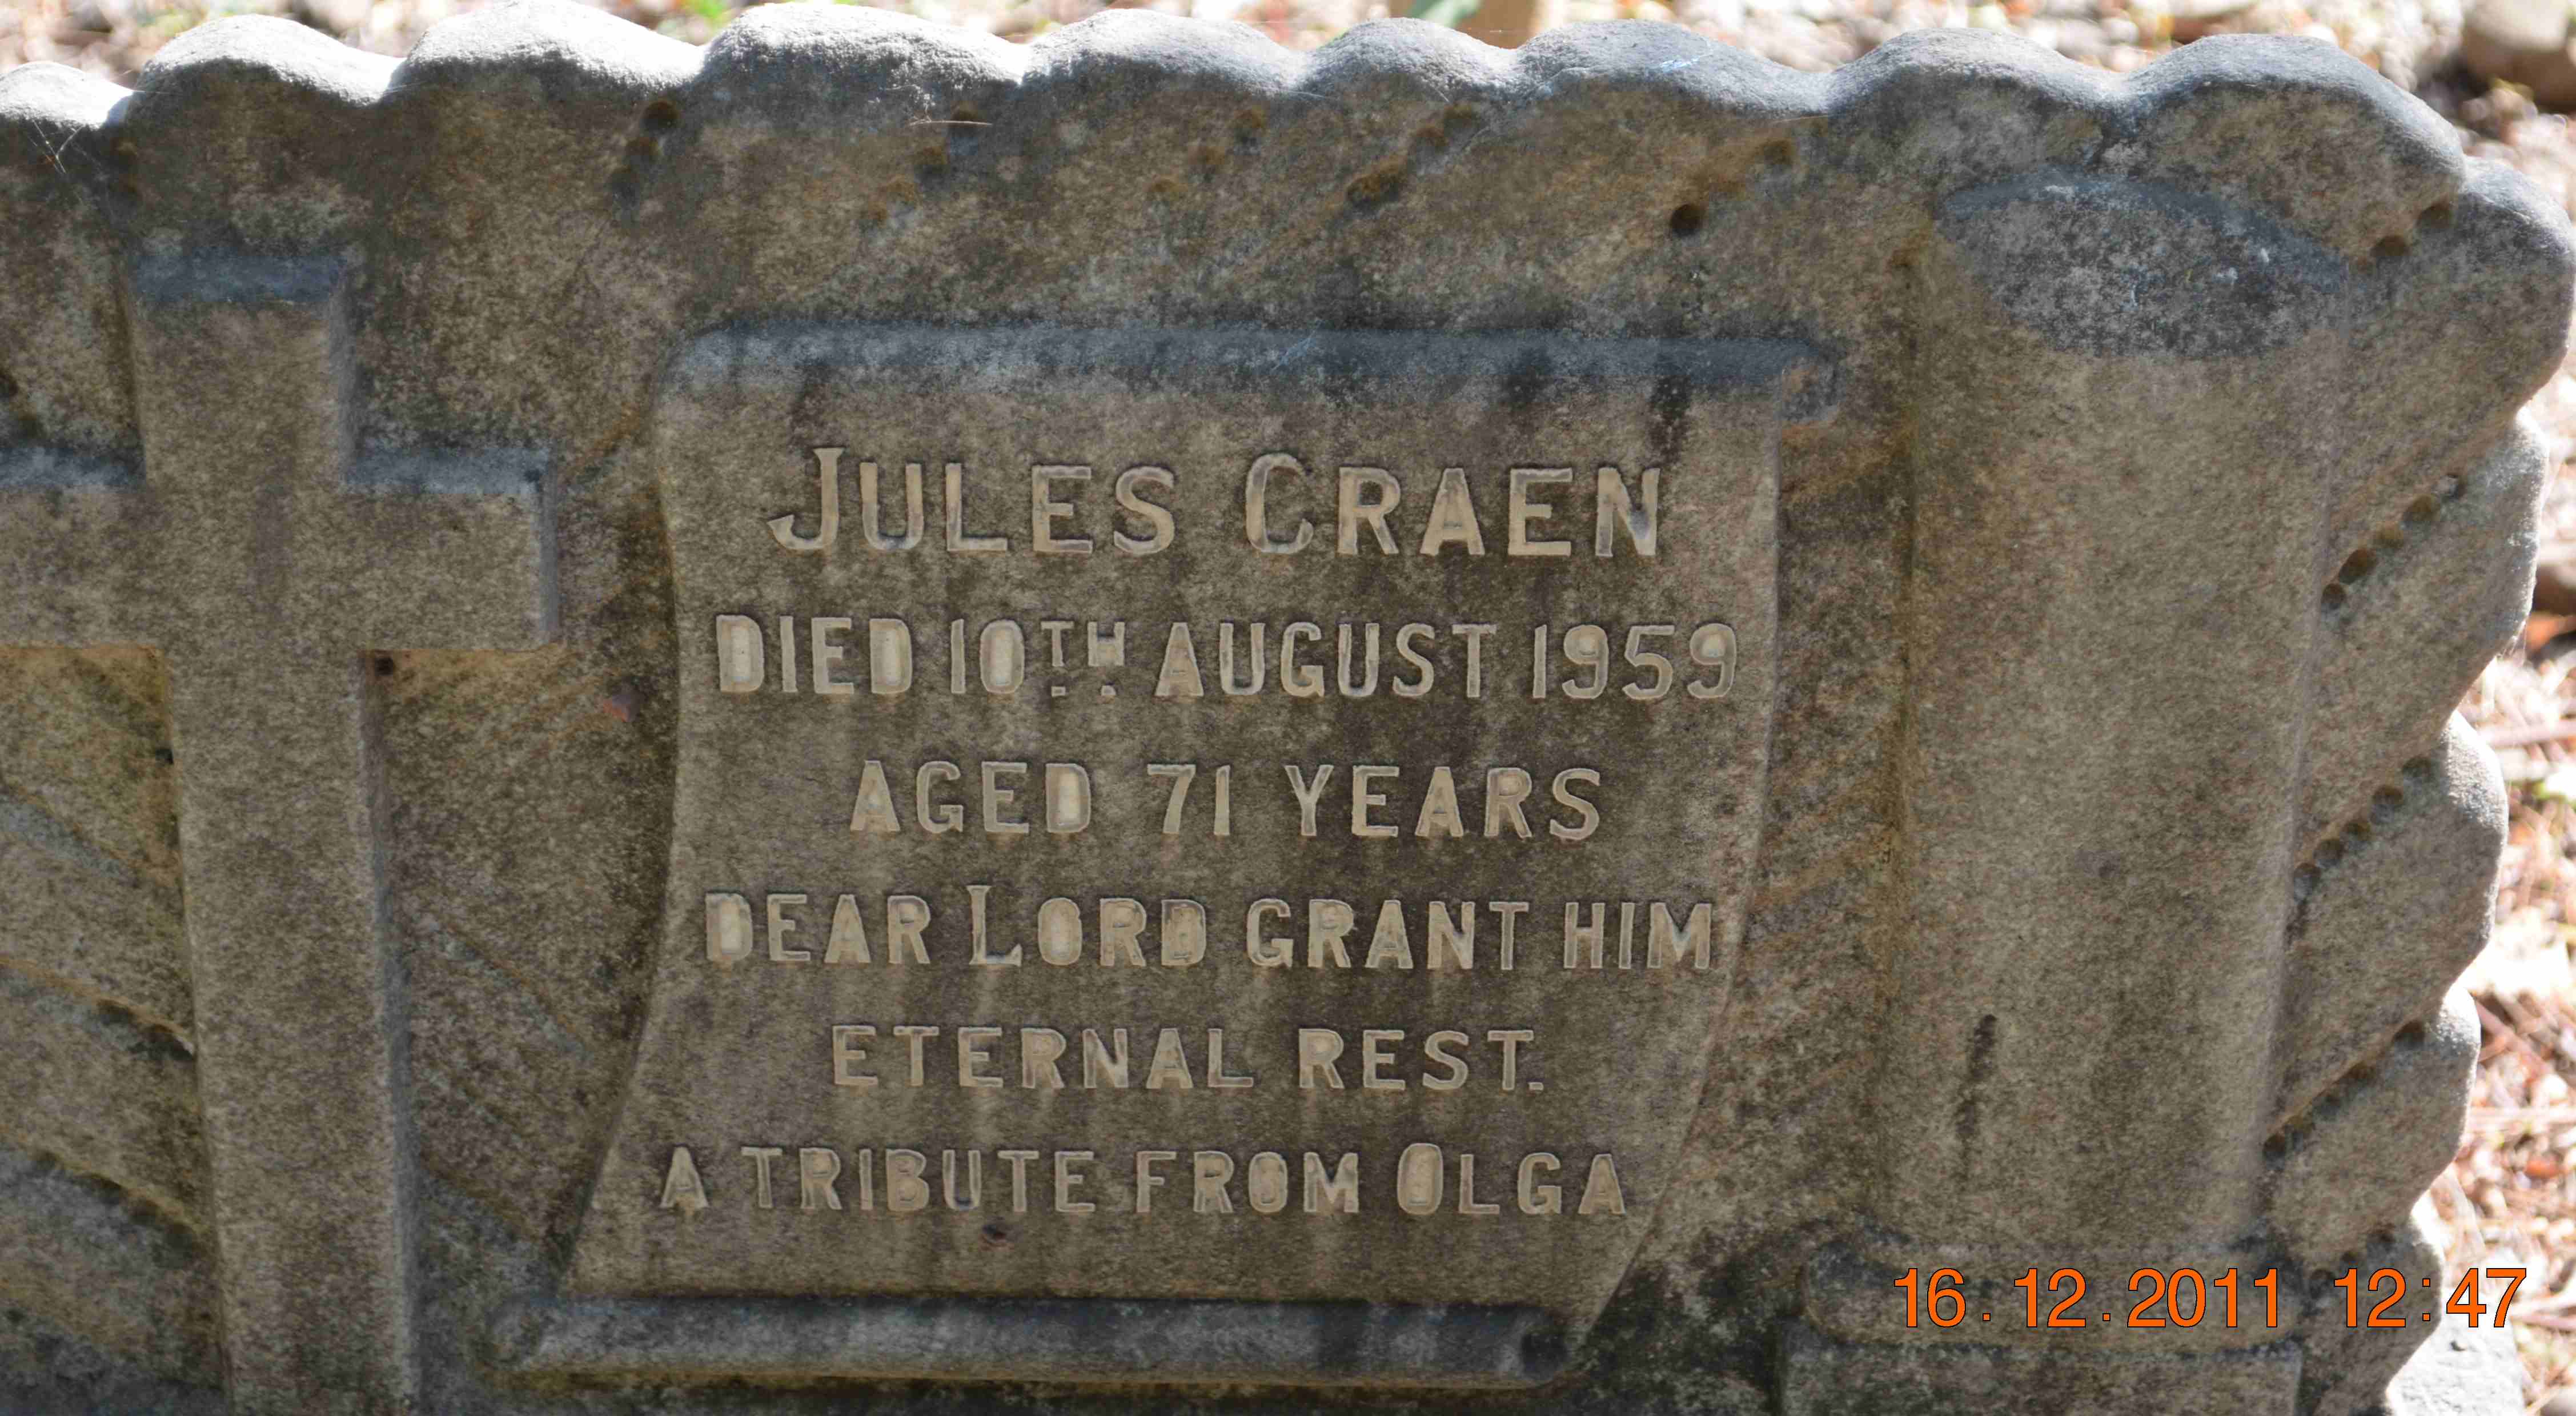 JULES CRAEN
DIED 10TH AUGUST 1959
AGED 71 YEARS
DEAR LORD GRANT HIM
ETERNAL REST.
A TRIBUTE FROM OLGA
16.12.2011 12:47